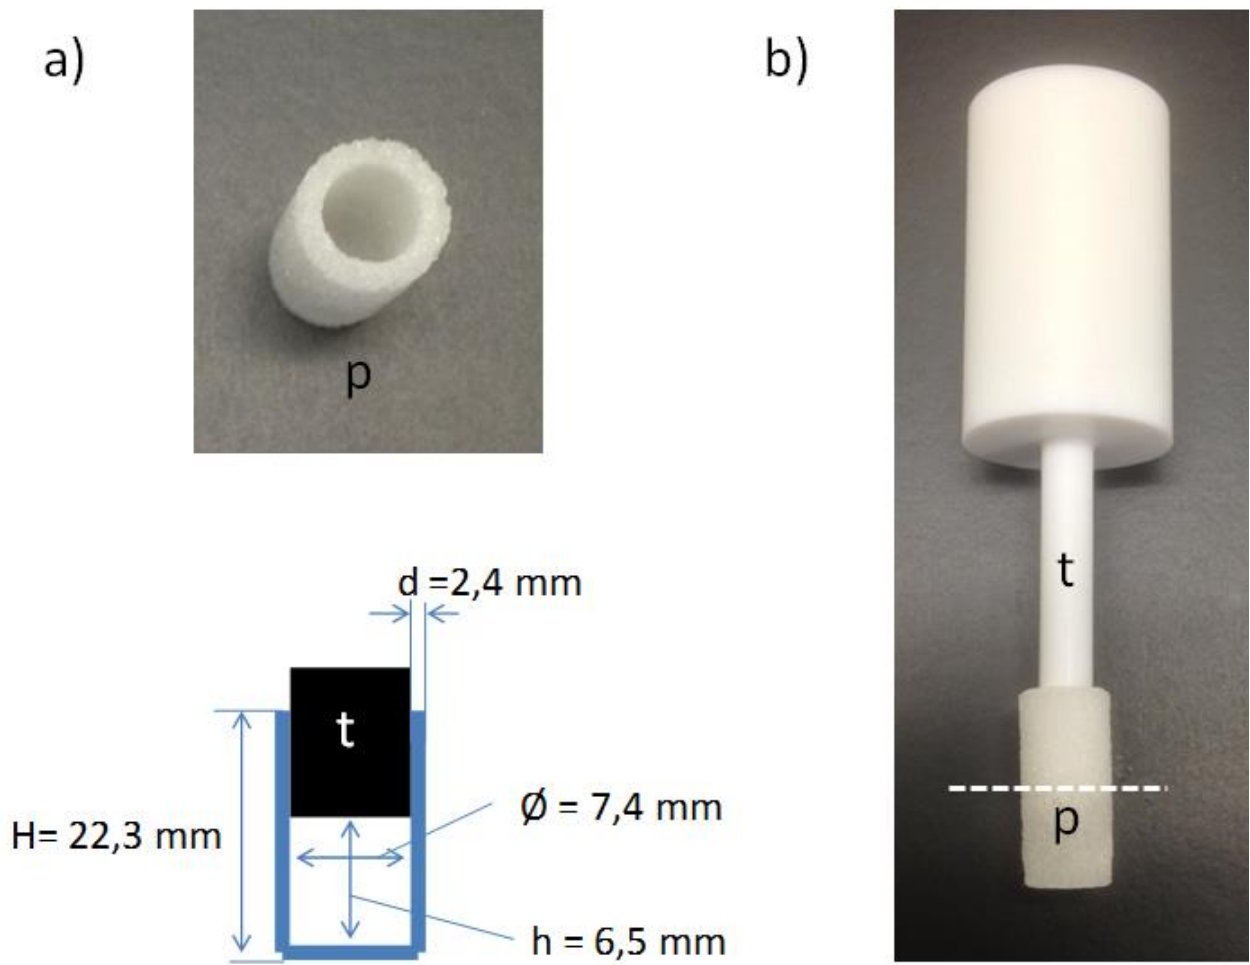 a)
p
d =2,4 mm
t
H= 22,3 mm
Ø = 7,4 mm
h = 6,5 mm
b)
t
p